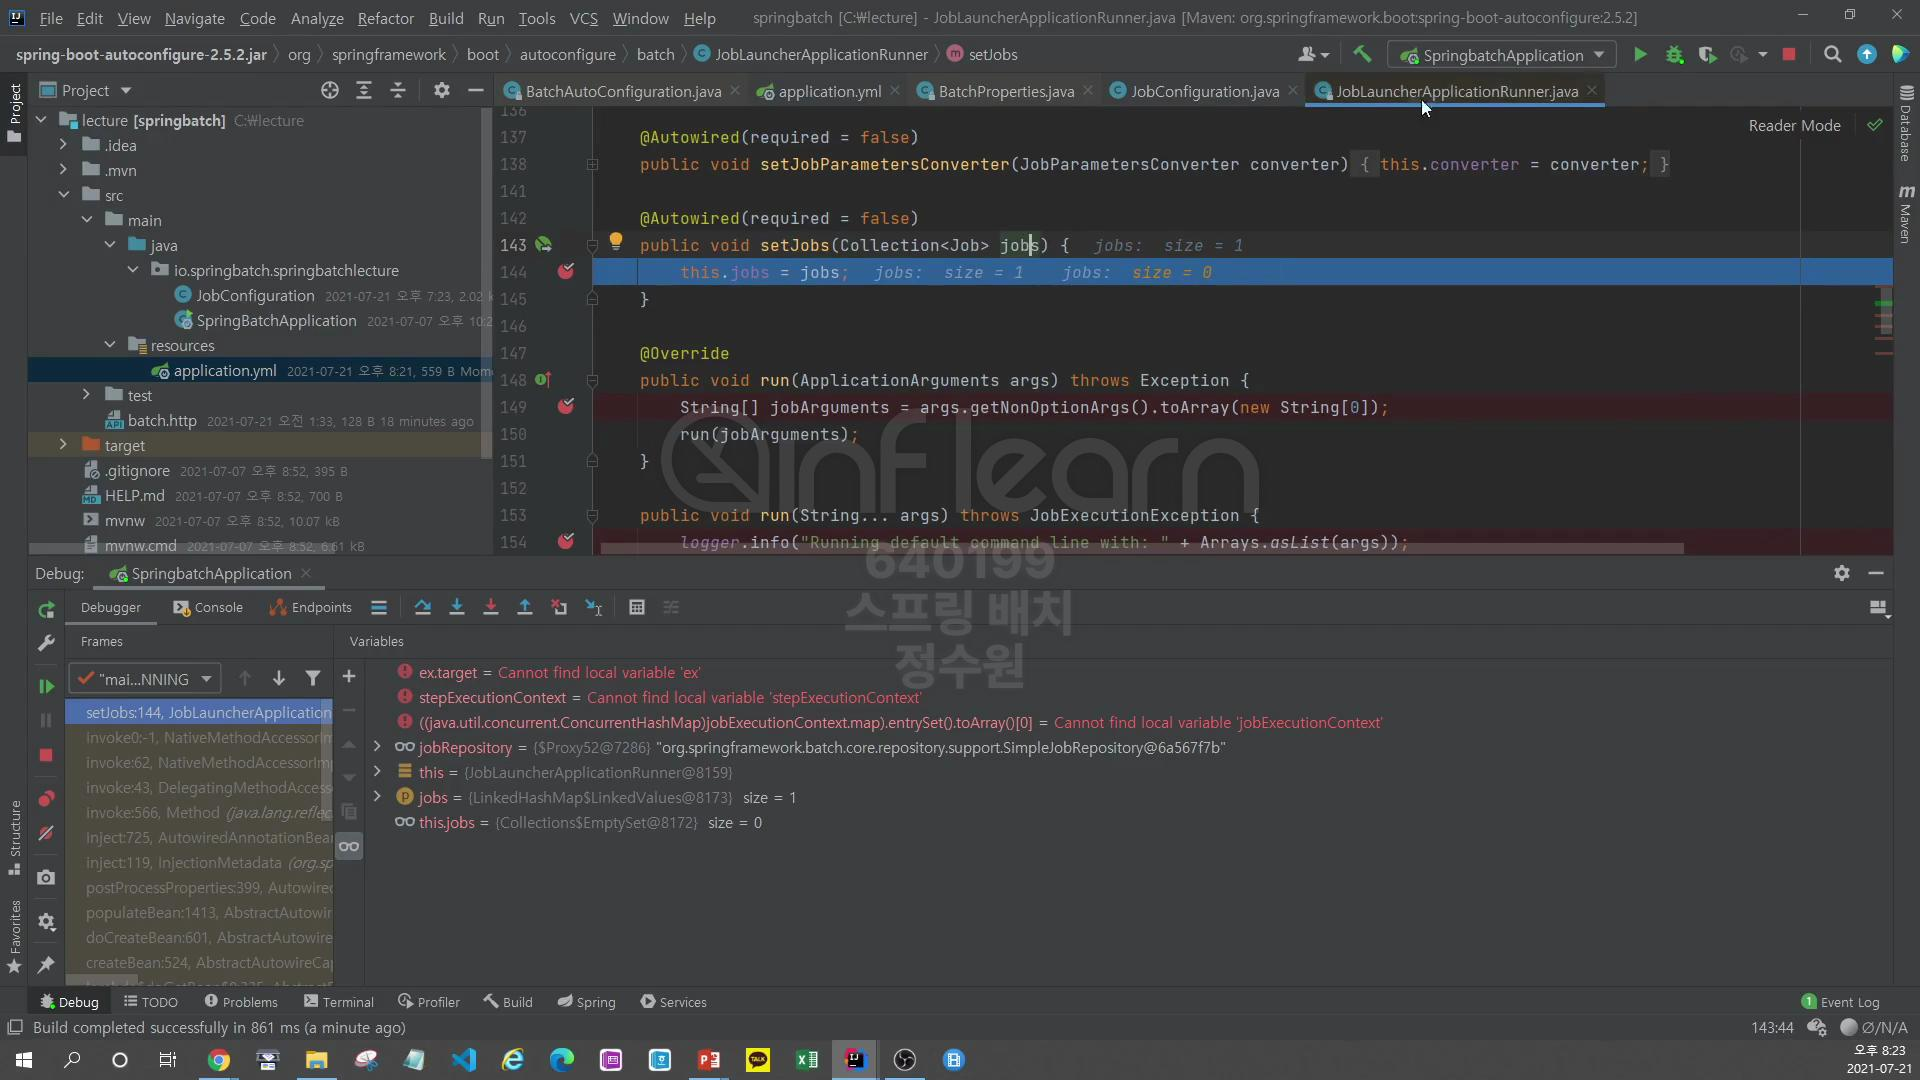 File Edit View Navigate Code Analyze Refactor Build Run Tools VCS Window Help springbatch [C:₩lecture] - JobLauncherApplicationRunner.java [Maven: org.springframework.boot:spring-boot-autoconfigure:2.5.2]
spring-boot-autoconfigure-2.5.2.jar org springframework boot autoconfigure batch JobLauncherApplicationRunner setJobs SpringbatchApplication
Project BatchAutoConfiguration.java application.yml BatchProperties.java JobConfiguration.java JobLauncherApplicationRunner.java
Project
Structure
Favorites
Database
Maven
Reader Mode
lecture [springbatch] C:₩lecture
.idea
.mvn
src
main
java
io.springbatch.springbatchlecture
JobConfiguration 2021-07-21 오후 7:23, 2.02 k
SpringBatchApplication 2021-07-07 오후 10:2
resources
application.yml 2021-07-21 오후 8:21, 559 B Mom
test
batch.http 2021-07-21 오전 1:33, 128 B 18 minutes ago
target
.gitignore 2021-07-07 오후 8:52, 395 B
HELP.md 2021-07-07 오후 8:52, 700 B
mvnw 2021-07-07 오후 8:52, 10.07 kB
mvnw.cmd 2021-07-07 오후 8:52, 6.61 kB
136
137 @Autowired(required = false)
138 public void setJobParametersConverter(JobParametersConverter converter) { this.converter = converter; }
141
142 @Autowired(required = false)
143 public void setJobs(Collection<Job> jobs) { jobs: size = 1
144 this.jobs = jobs; jobs: size = 1 jobs: size = 0
145 }
146
147 @Override
148 public void run(ApplicationArguments args) throws Exception {
149 String[] jobArguments = args.getNonOptionArgs().toArray(new String[0]);
150 run(jobArguments);
151 }
152
153 public void run(String... args) throws JobExecutionException {
154 logger.info("Running default command line with: " + Arrays.asList(args));
inflearn
640199
스프링 배치
정수원
Debug: SpringbatchApplication
Debugger Console Endpoints
Frames
Variables
"mai...NNING
setJobs:144, JobLauncherApplication
invoke0:-1, NativeMethodAccessorIm
invoke:62, NativeMethodAccessorImp
invoke:43, DelegatingMethodAccess
invoke:566, Method (java.lang.reflec
inject:725, AutowiredAnnotationBean
inject:119, InjectionMetadata (org.sp
postProcessProperties:399, Autowired
populateBean:1413, AbstractAutowir
doCreateBean:601, AbstractAutowire
createBean:524, AbstractAutowireCap
ex.target = Cannot find local variable 'ex'
stepExecutionContext = Cannot find local variable 'stepExecutionContext'
((java.util.concurrent.ConcurrentHashMap)jobExecutionContext.map).entrySet().toArray()[0] = Cannot find local variable 'jobExecutionContext'
jobRepository = {$Proxy52@7286} "org.springframework.batch.core.repository.support.SimpleJobRepository@6a567f7b"
this = {JobLauncherApplicationRunner@8159}
jobs = {LinkedHashMap$LinkedValues@8173} size = 1
this.jobs = {Collections$EmptySet@8172} size = 0
Debug TODO Problems Terminal Profiler Build Spring Services 1 Event Log
Build completed successfully in 861 ms (a minute ago) 143:44 Ø/N/A
오후 8:23
2021-07-21